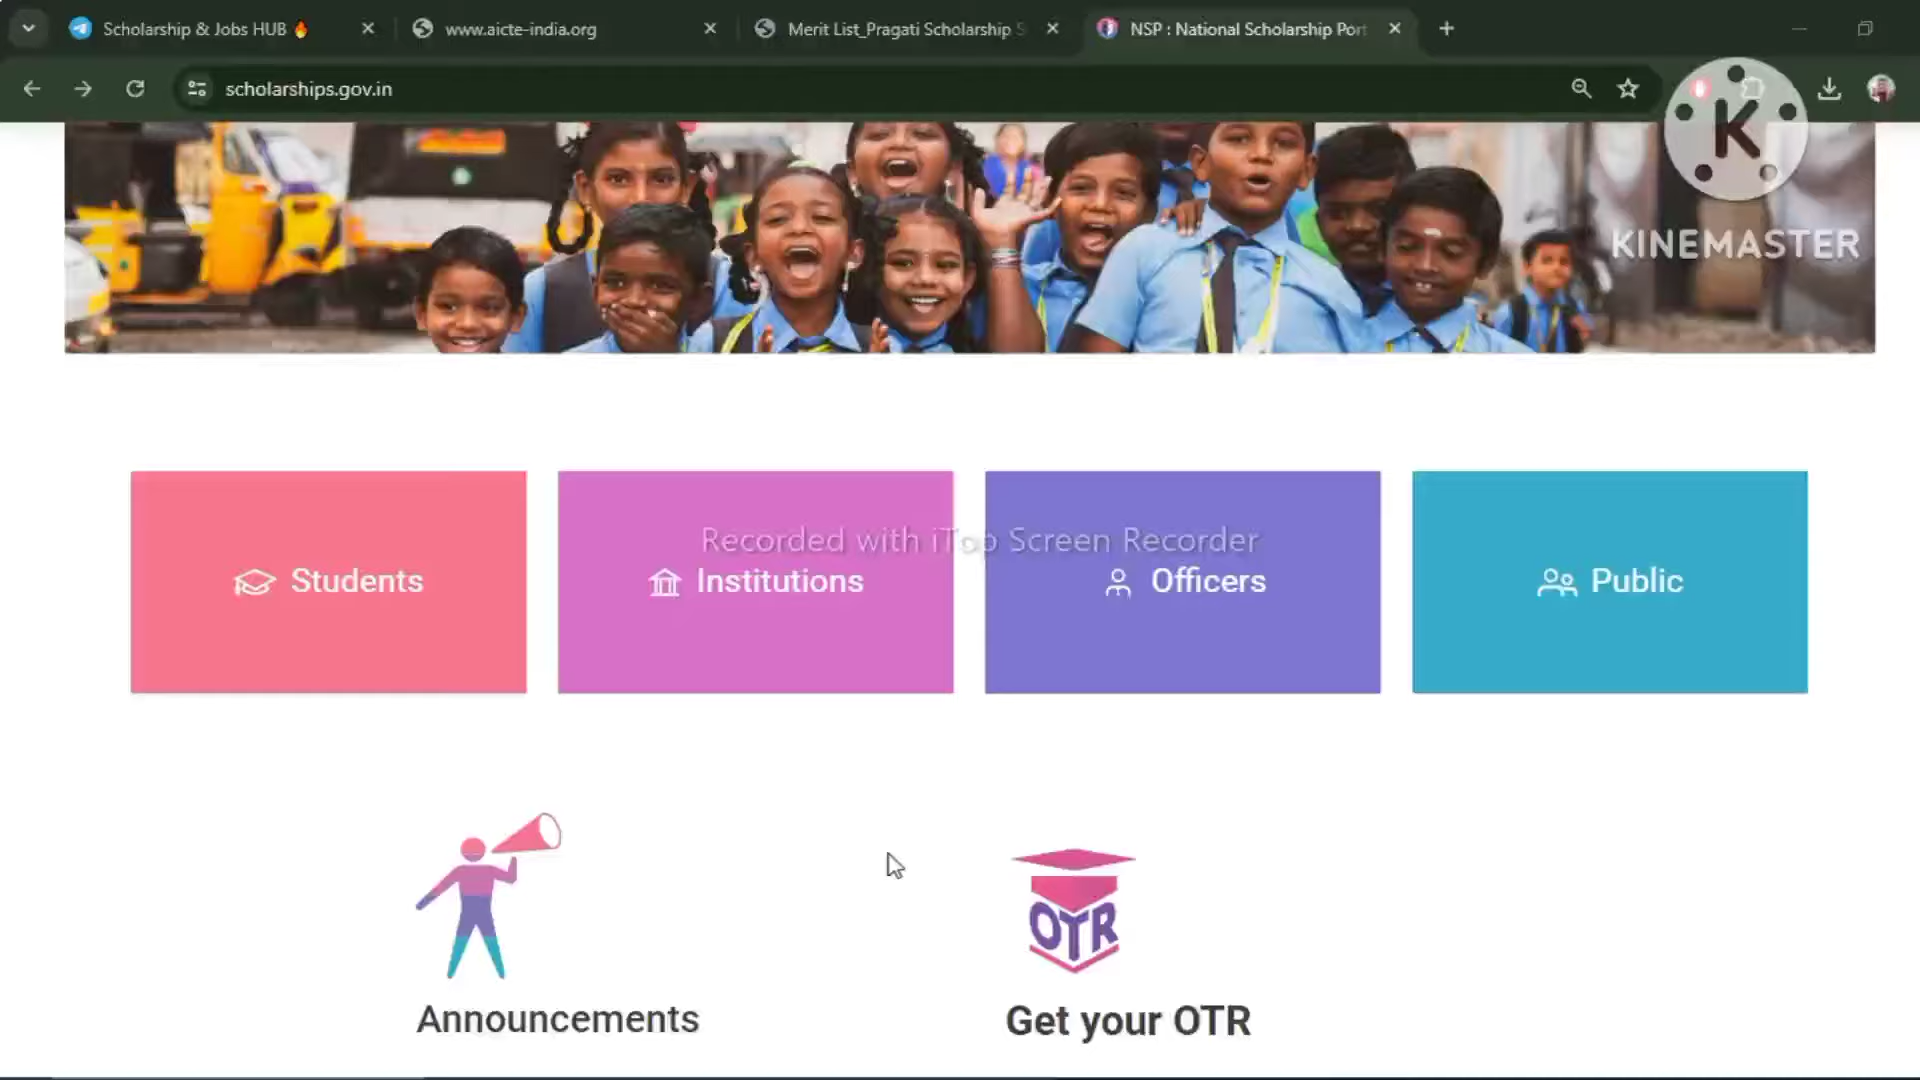 Scholarship & Jobs HUB 🔥
www.aicte-india.org
Merit List_Pragati Scholarship S
NSP : National Scholarship Port
scholarships.gov.in
K
KINEMASTER
Recorded with iTop Screen Recorder
Students
Institutions
Officers
Public
OTR
Announcements
Get your OTR